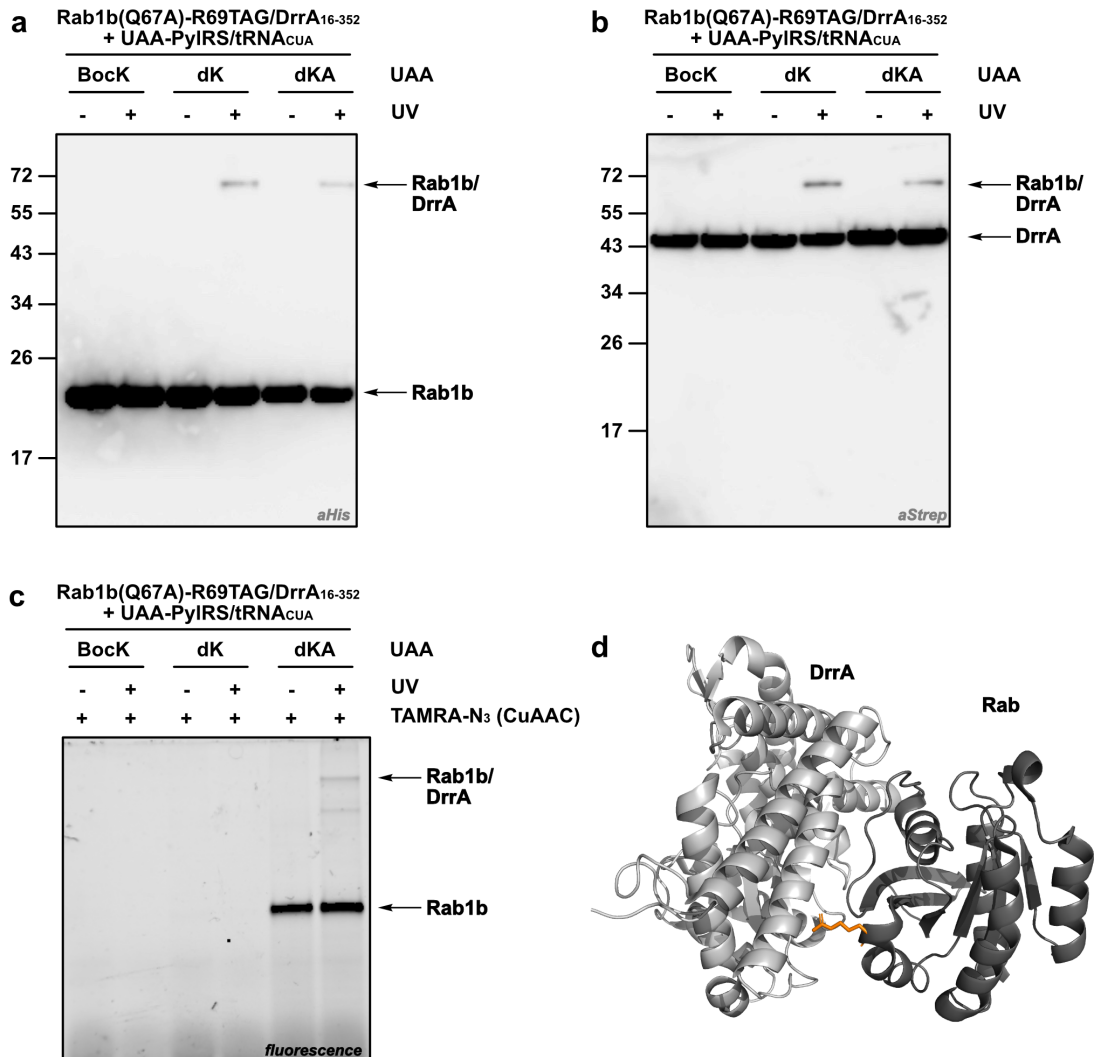 a
Rab1b(Q67A)-R69TAG/DrrA16-352
+ UAA-PylRS/tRNACUA
BocK dK dKA UAA
- + - + - + UV
72
55
43
34
26
17
Rab1b/
DrrA
Rab1b
aHis
b
Rab1b(Q67A)-R69TAG/DrrA16-352
+ UAA-PylRS/tRNACUA
BocK dK dKA UAA
- + - + - + UV
72
55
43
34
26
17
Rab1b/
DrrA
DrrA
aStrep
c
Rab1b(Q67A)-R69TAG/DrrA16-352
+ UAA-PylRS/tRNACUA
BocK dK dKA UAA
- + - + - + UV
+ + + + + + TAMRA-N3 (CuAAC)
Rab1b/
DrrA
Rab1b
fluorescence
d
DrrA
Rab